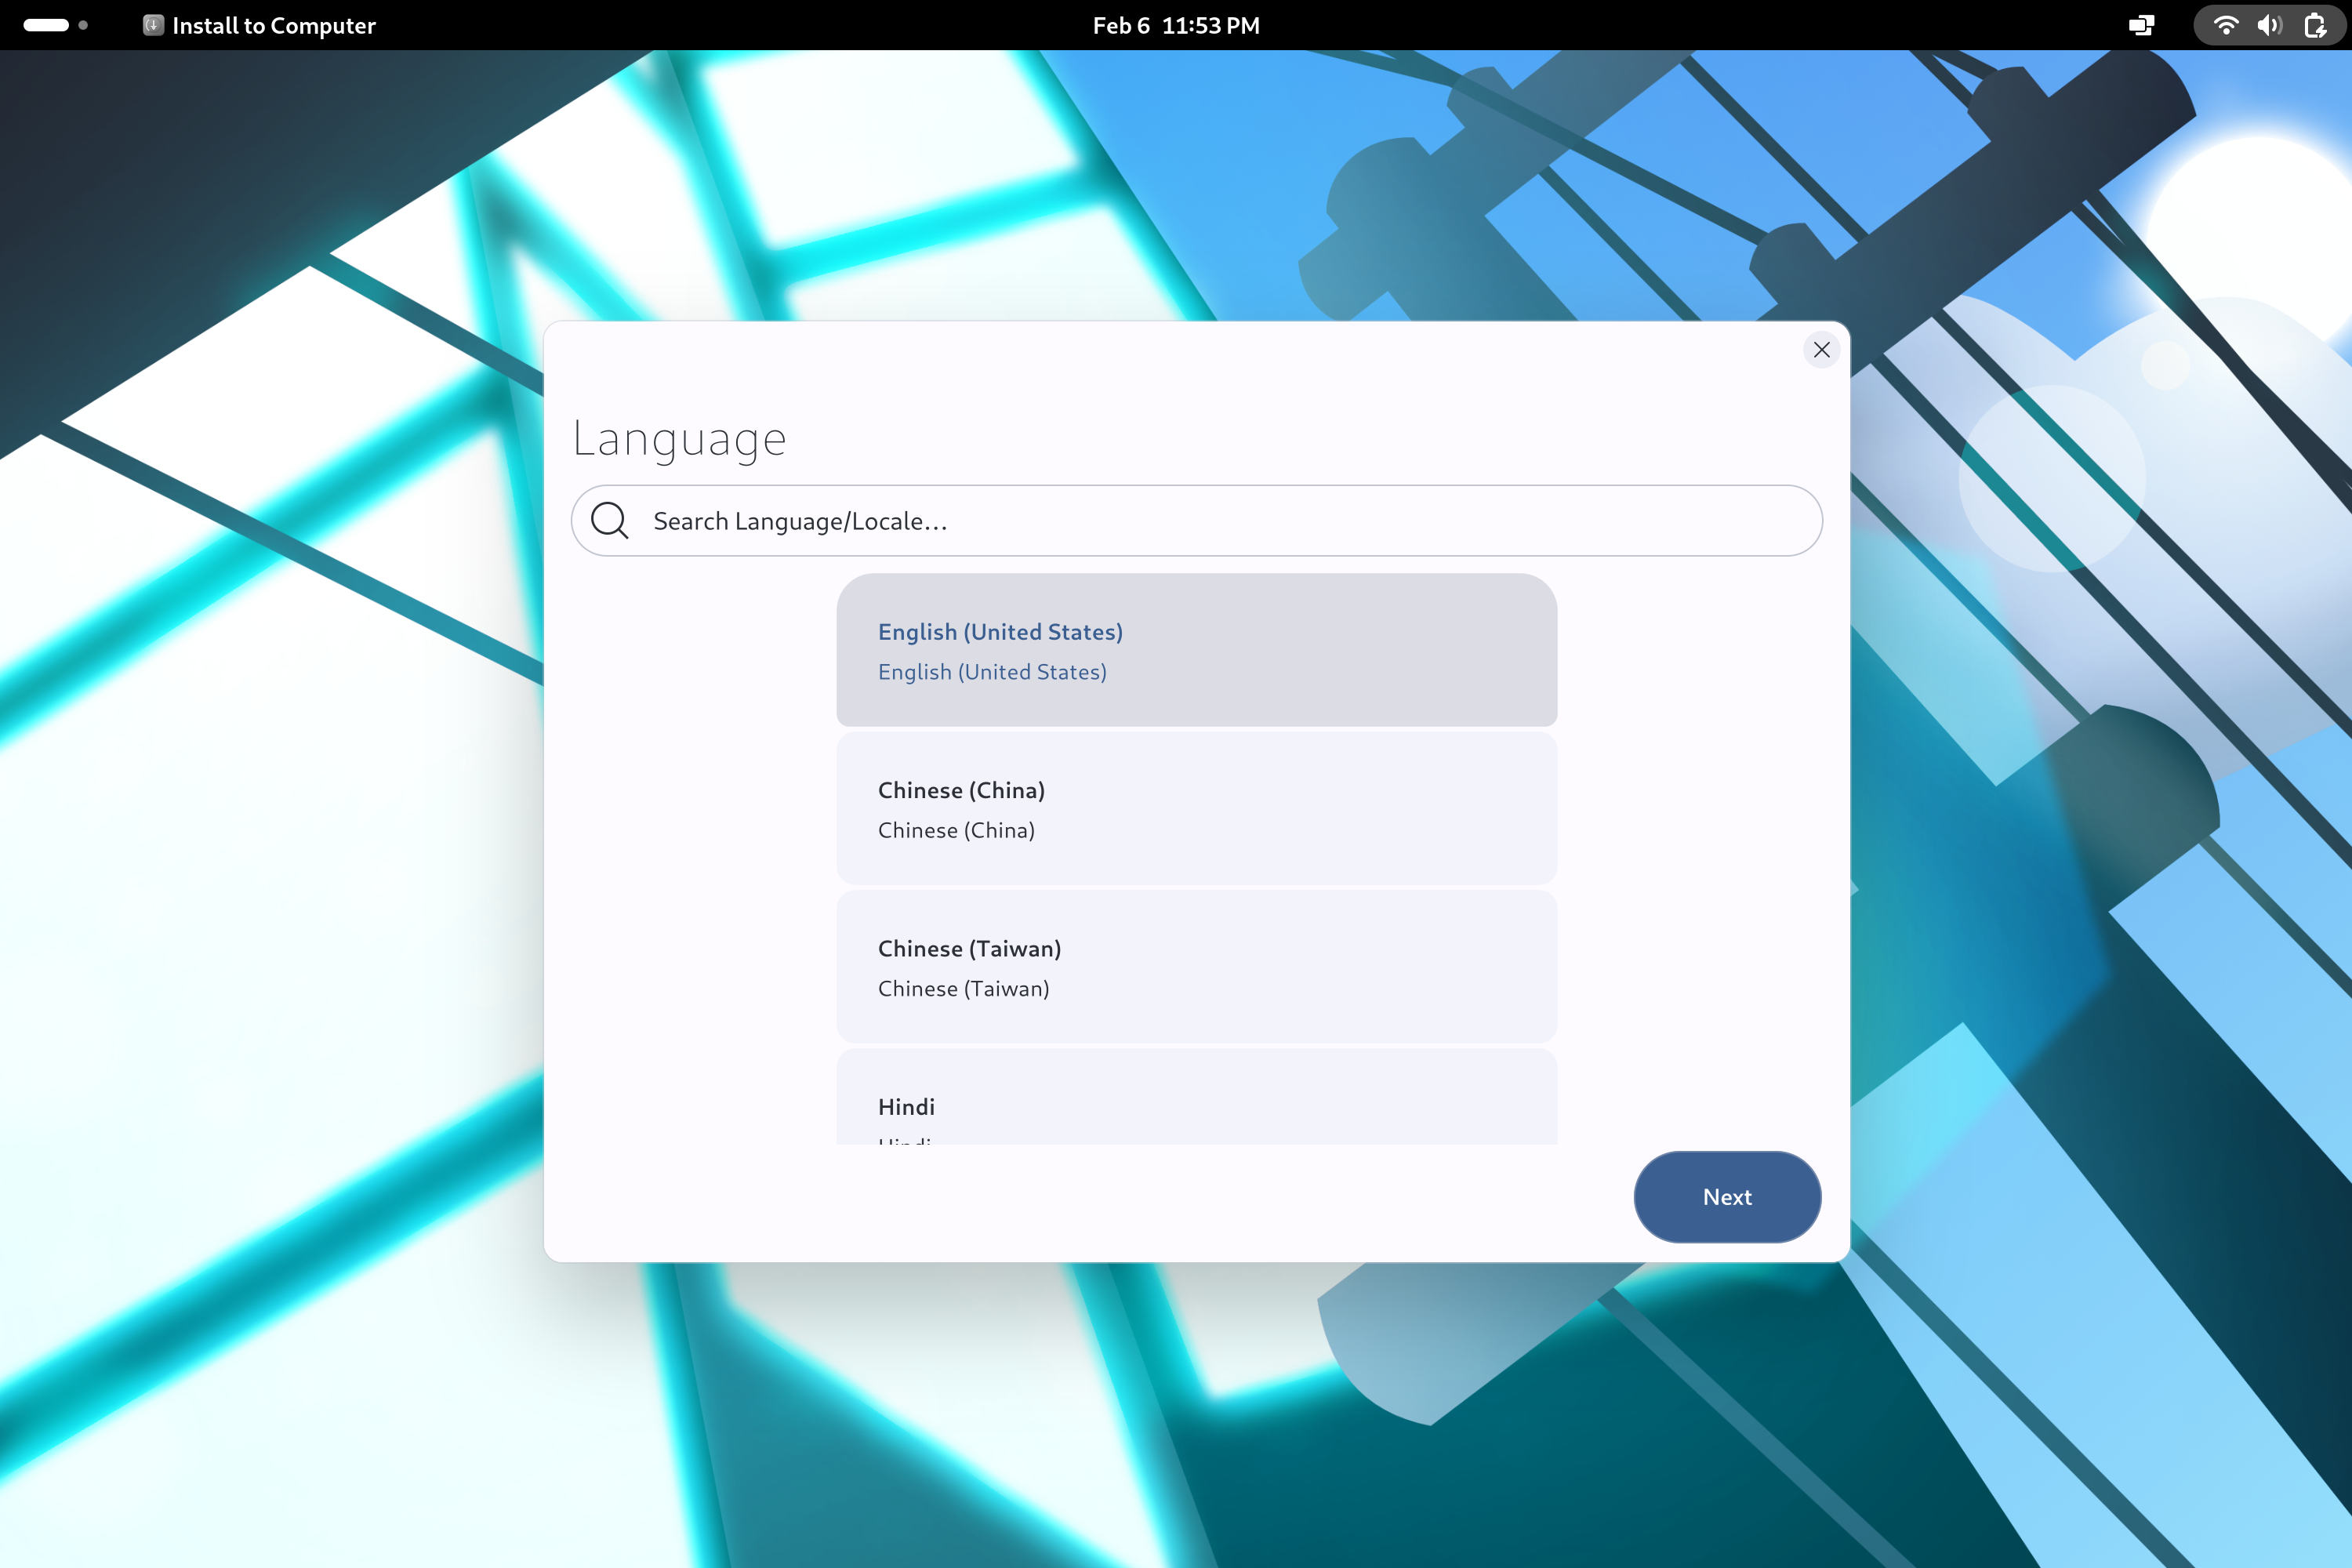 Install to Computer
Feb 6 11:53 PM
Language
Search Language/Locale...
English (United States)
English (United States)
Chinese (China)
Chinese (China)
Chinese (Taiwan)
Chinese (Taiwan)
Hindi
Hindi
Next